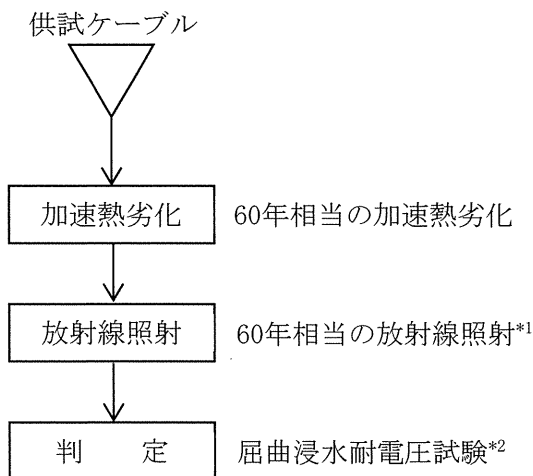 供試ケーブル
加速熱劣化 60年相当の加速熱劣化
放射線照射 60年相当の放射線照射*1
判 定 屈曲浸水耐電圧試験*2